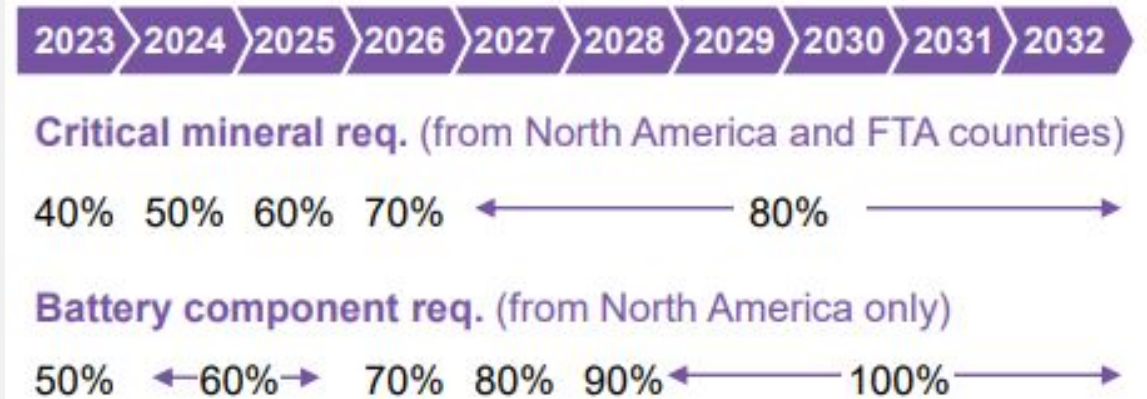 2023 2024 2025 2026 2027 2028 2029 2030 2031 2032
Critical mineral req. (from North America and FTA countries)
40% 50% 60% 70% 80%
Battery component req. (from North America only)
50% 60% 70% 80% 90% 100%